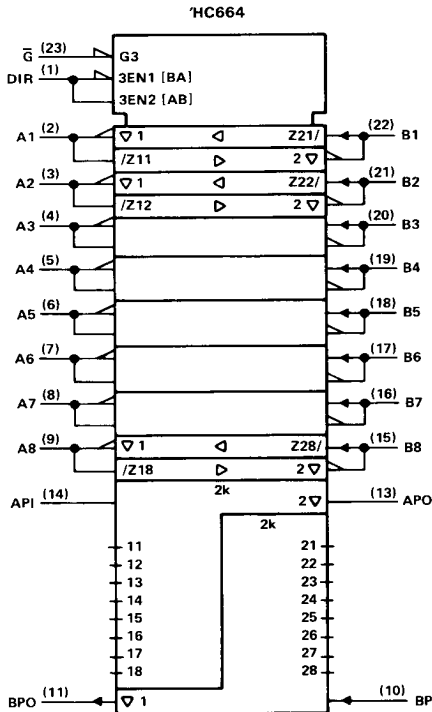 'HC664
G̅ (23) G3
DIR (1) 3EN1 [BA]
3EN2 [AB]
A1 (2) ▽ 1 ◁ Z21/ (22) B1
/Z11 ▷ 2 ▽
A2 (3) ▽ 1 ◁ Z22/ (21) B2
/Z12 ▷ 2 ▽
A3 (4) (20) B3
A4 (5) (19) B4
A5 (6) (18) B5
A6 (7) (17) B6
A7 (8) (16) B7
A8 (9) ▽ 1 ◁ Z28/ (15) B8
/Z18 ▷ 2 ▽
2k
API (14) 2 ▽ (13) APO
2k
11 21
12 22
13 23
14 24
15 25
16 26
17 27
18 28
BPO (11) ▽ 1 (10) BP